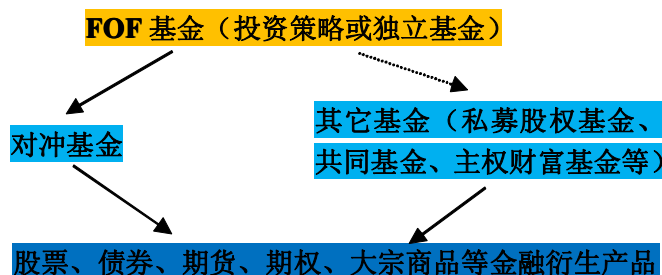 FOF 基金（投资策略或独立基金）
对冲基金
其它基金（私募股权基金、
共同基金、主权财富基金等）
股票、债券、期货、期权、大宗商品等金融衍生产品